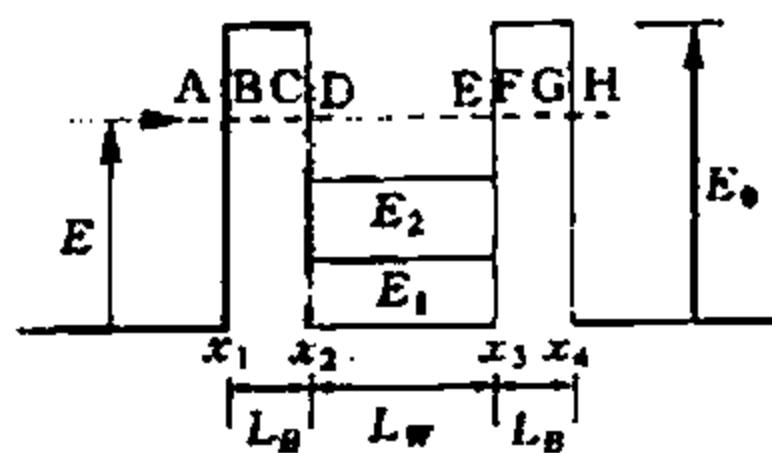 A B C D E F G H
E
E₂
E₁
E₀
x₁ x₂ x₃ x₄
L_B L_W L_B